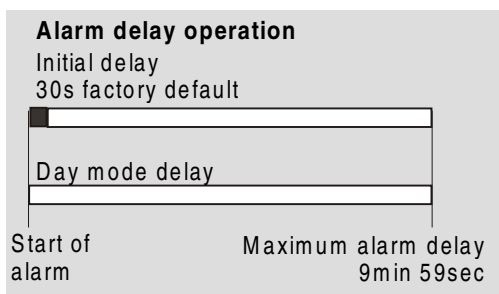 Alarm delay operation
Initial delay
30s factory default
Day mode delay
Start of
alarm
Maximum alarm delay
9min 59sec